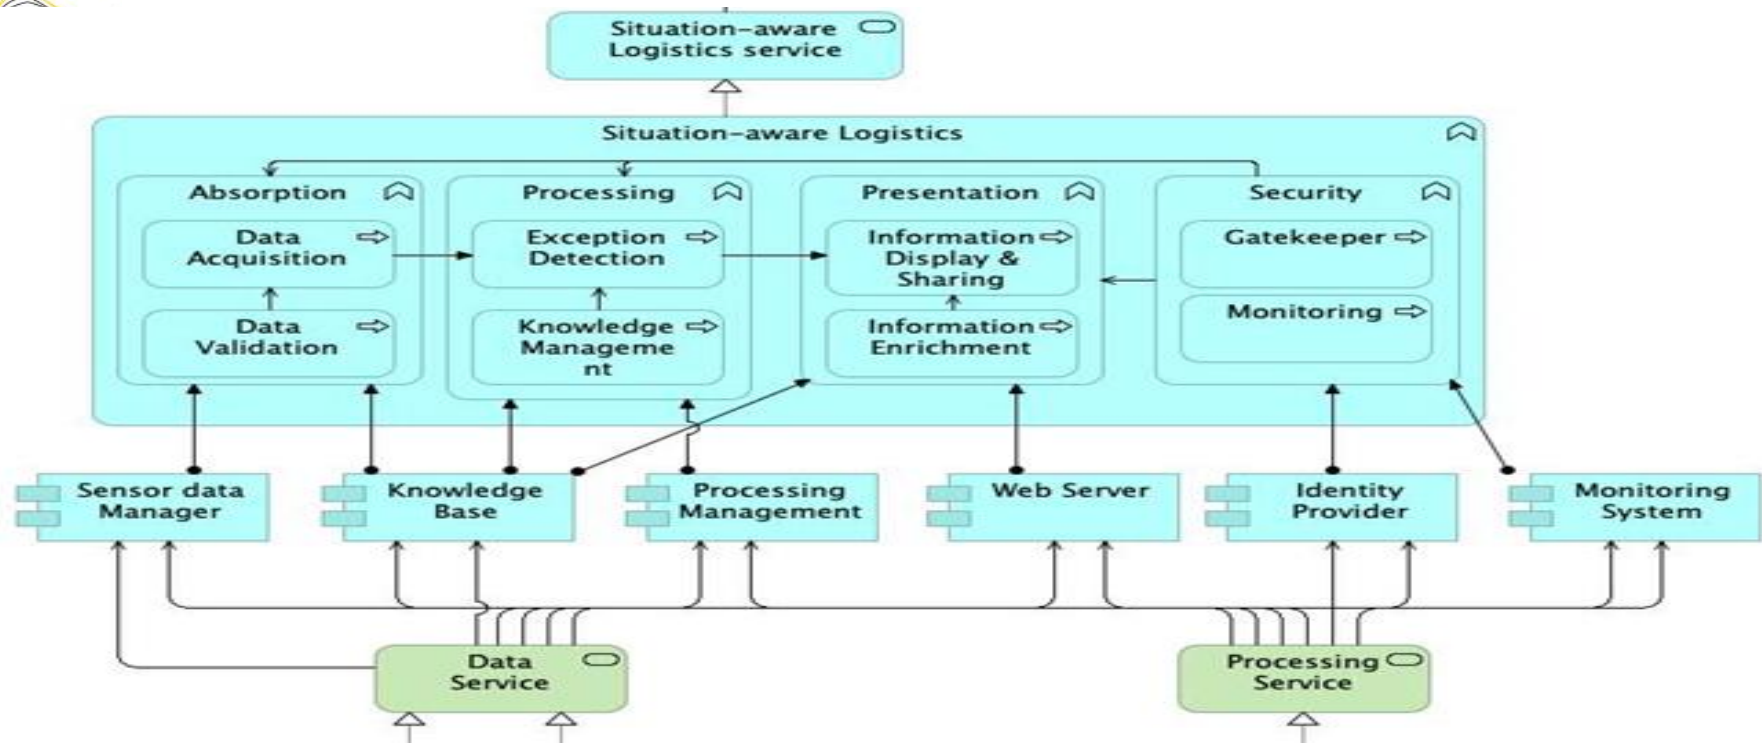 Situation-aware
Logistics service
Situation-aware Logistics
Absorption
Processing
Presentation
Security
Data
Acquisition
Exception
Detection
Information
Display &
Sharing
Gatekeeper
Data
Validation
Knowledge
Manageme
nt
Information
Enrichment
Monitoring
Sensor data
Manager
Knowledge
Base
Processing
Management
Web Server
Identity
Provider
Monitoring
System
Data
Service
Processing
Service